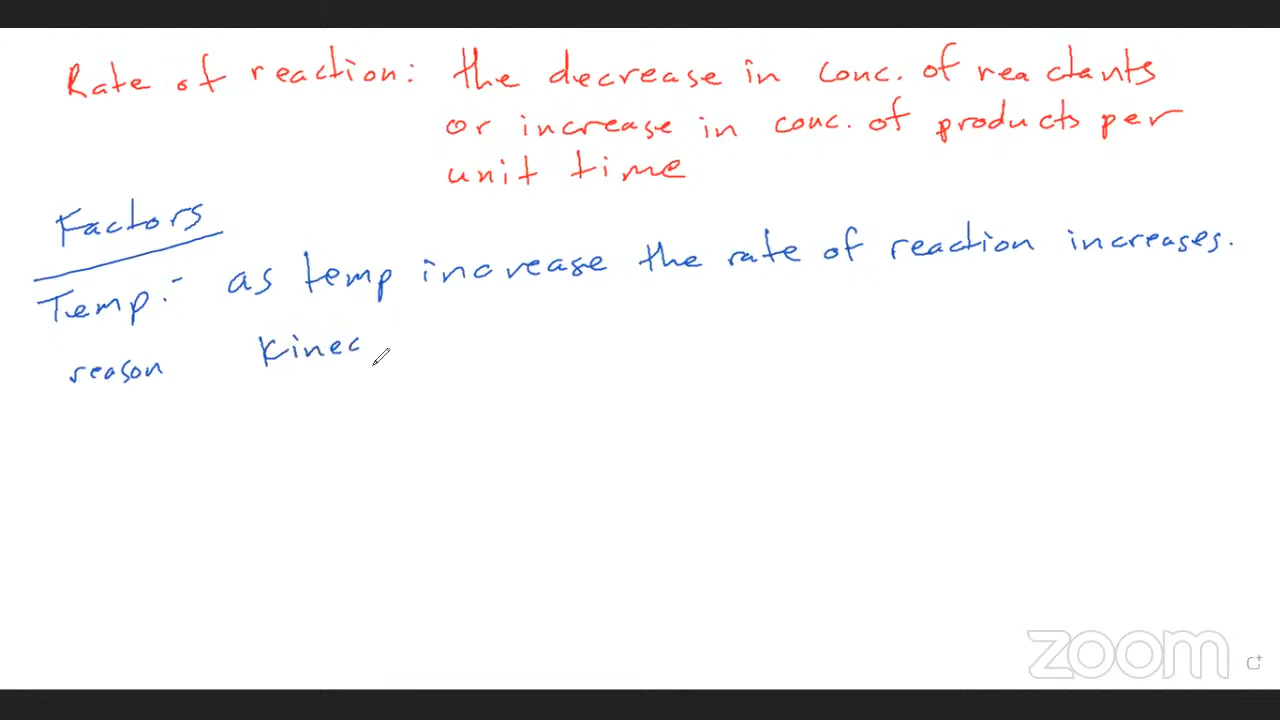 Rate of reaction: the decrease in conc. of reactants
or increase in conc. of products per
unit time
Factors
Temp:- as temp increase the rate of reaction increases.
reason Kinec
zoom